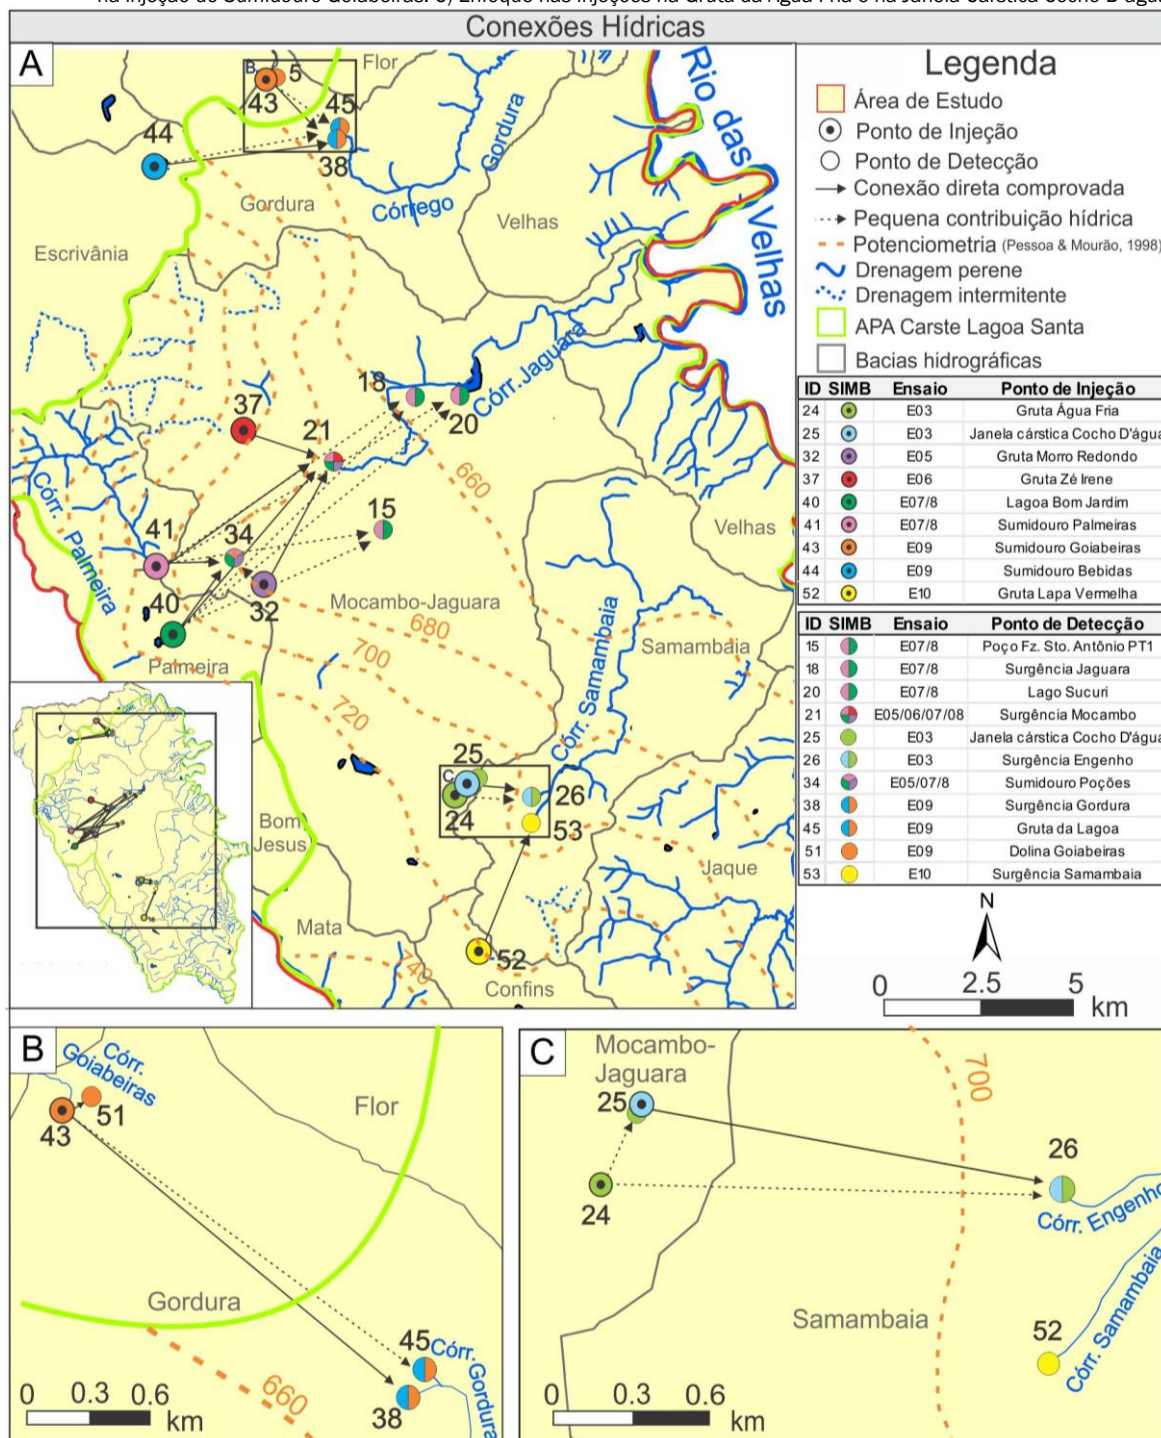 na injeção do Sumidouro Goiabeiras. C) Enfoque nas injeções na Gruta da Água Fria e na Janela Cárstica Cocho D'água
Conexões Hídricas
A
B
5
43
44
45
38
Flor
Gordura
Córrego
Gordura
Velhas
Rio das Velhas
Escrivânia
Córr. Jaguara
18
20
37
21
660
15
Velhas
Córr. Palmeira
41
34
40
32
Mocambo-Jaguara
680
700
720
Palmeira
Samambaia
Córr. Samambaia
25
C
24
26
53
Bom Jesus
Jaque
Mata
52
740
Confins
Legenda
Área de Estudo
Ponto de Injeção
Ponto de Detecção
Conexão direta comprovada
Pequena contribuição hídrica
Potenciometria (Pessoa & Mourão, 1998)
Drenagem perene
Drenagem intermitente
APA Carste Lagoa Santa
Bacias hidrográficas
ID SIMB Ensaio Ponto de Injeção
24 E03 Gruta Água Fria
25 E03 Janela cárstica Cocho D'água
32 E05 Gruta Morro Redondo
37 E06 Gruta Zé Irene
40 E07/8 Lagoa Bom Jardim
41 E07/8 Sumidouro Palmeiras
43 E09 Sumidouro Goiabeiras
44 E09 Sumidouro Bebidas
52 E10 Gruta Lapa Vermelha
ID SIMB Ensaio Ponto de Detecção
15 E07/8 Poço Fz. Sto. Antônio PT1
18 E07/8 Surgência Jaguara
20 E07/8 Lago Sucuri
21 E05/06/07/08 Surgência Mocambo
25 E03 Janela cárstica Cocho D'água
26 E03 Surgência Engenho
34 E05/07/8 Sumidouro Poções
38 E09 Surgência Gordura
45 E09 Gruta da Lagoa
51 E09 Dolina Goiabeiras
53 E10 Surgência Samambaia
N
0 2.5 5
km
B
Córr.
Goiabeiras
51
43
Flor
Gordura
660
45
38
Córr. Gordura
0 0.3 0.6
km
C
Mocambo-
Jaguara
25
24
700
26
Córr. Engenho
Samambaia
52
Córr. Samambaia
0 0.3 0.6
km